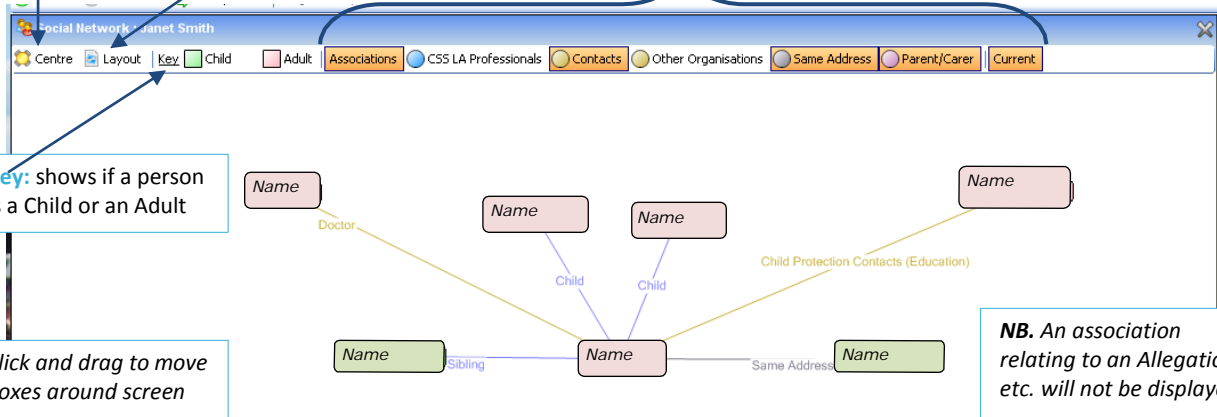 Social Network : Janet Smith
Centre Layout Key Child Adult Associations CSS LA Professionals Contacts Other Organisations Same Address Parent/Carer Current
ey: shows if a person
s a Child or an Adult
Name
Name
Name
Name
Doctor
Child Protection Contacts (Education)
Child
Child
lick and drag to move
oxes around screen
Name
Sibling
Name
Same Address
Name
NB. An association
relating to an Allegatio
etc. will not be displaye